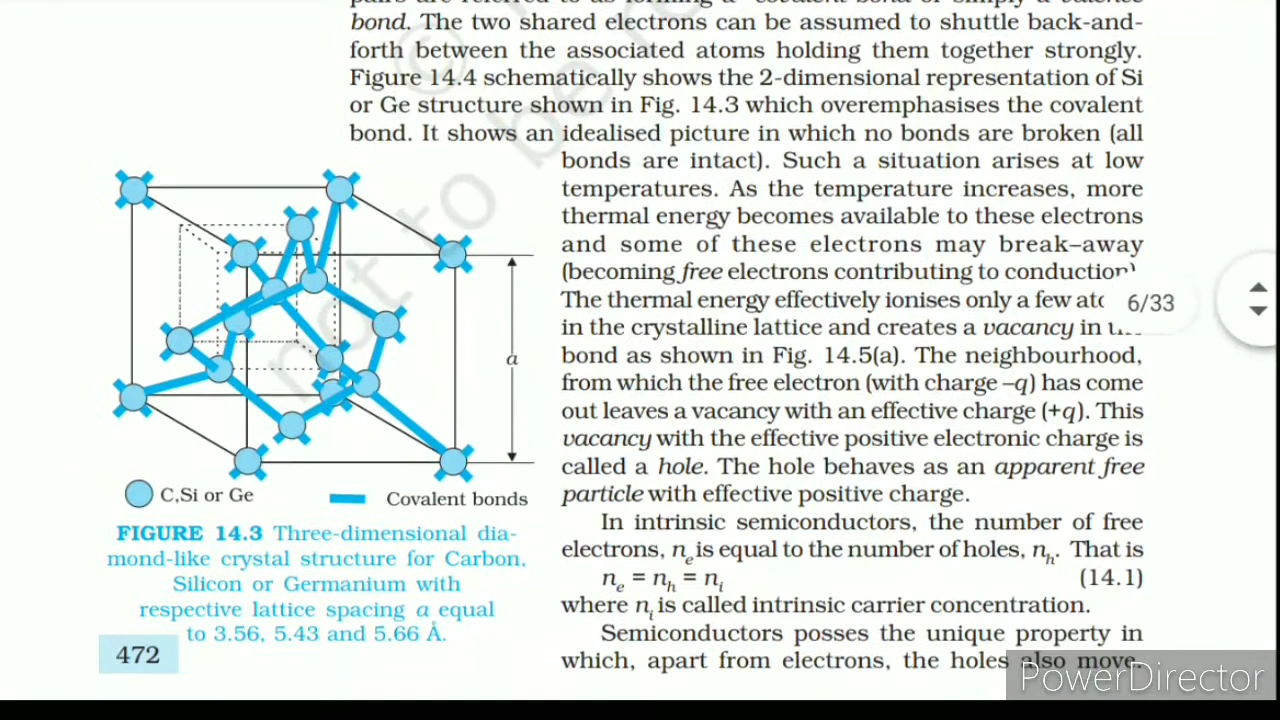 bond. The two shared electrons can be assumed to shuttle back-and-
forth between the associated atoms holding them together strongly.
Figure 14.4 schematically shows the 2-dimensional representation of Si
or Ge structure shown in Fig. 14.3 which overemphasises the covalent
bond. It shows an idealised picture in which no bonds are broken (all
bonds are intact). Such a situation arises at low
temperatures. As the temperature increases, more
thermal energy becomes available to these electrons
and some of these electrons may break–away
(becoming free electrons contributing to conduction)
The thermal energy effectively ionises only a few
in the crystalline lattice and creates a vacancy in
bond as shown in Fig. 14.5(a). The neighbourhood,
from which the free electron (with charge –q) has come
out leaves a vacancy with an effective charge (+q). This
vacancy with the effective positive electronic charge is
called a hole. The hole behaves as an apparent free
particle with effective positive charge.
In intrinsic semiconductors, the number of free
electrons, nₑ is equal to the number of holes, nₕ. That is
nₑ = nₕ = nᵢ (14.1)
where nᵢ is called intrinsic carrier concentration.
Semiconductors posses the unique property in
which, apart from electrons, the holes also move.
6/33
a
C,Si or Ge
Covalent bonds
FIGURE 14.3 Three-dimensional dia-
mond-like crystal structure for Carbon,
Silicon or Germanium with
respective lattice spacing a equal
to 3.56, 5.43 and 5.66 Å.
472
not to be
©
PowerDirector